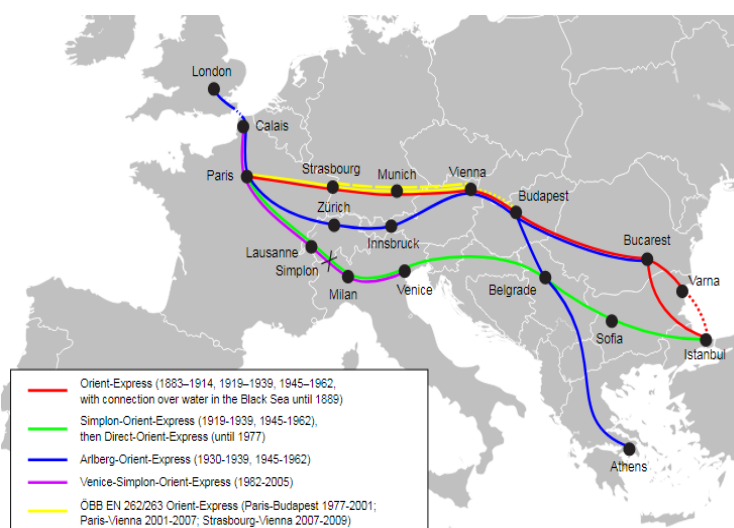 London
Calais
Paris
Strasbourg
Munich
Vienna
Budapest
Zürich
Innsbruck
Lausanne
Simplon
Milan
Venice
Belgrade
Bucarest
Varna
Sofia
Istanbul
Athens
Orient-Express (1883–1914, 1919–1939, 1945–1962,
with connection over water in the Black Sea until 1889)
Simplon-Orient-Express (1919-1939, 1945-1962),
then Direct-Orient-Express (until 1977)
Arlberg-Orient-Express (1930-1939, 1945-1962)
Venice-Simplon-Orient-Express (1982-2005)
ÖBB EN 262/263 Orient-Express (Paris-Budapest 1977-2001;
Paris-Vienna 2001-2007; Strasbourg-Vienna 2007-2009)